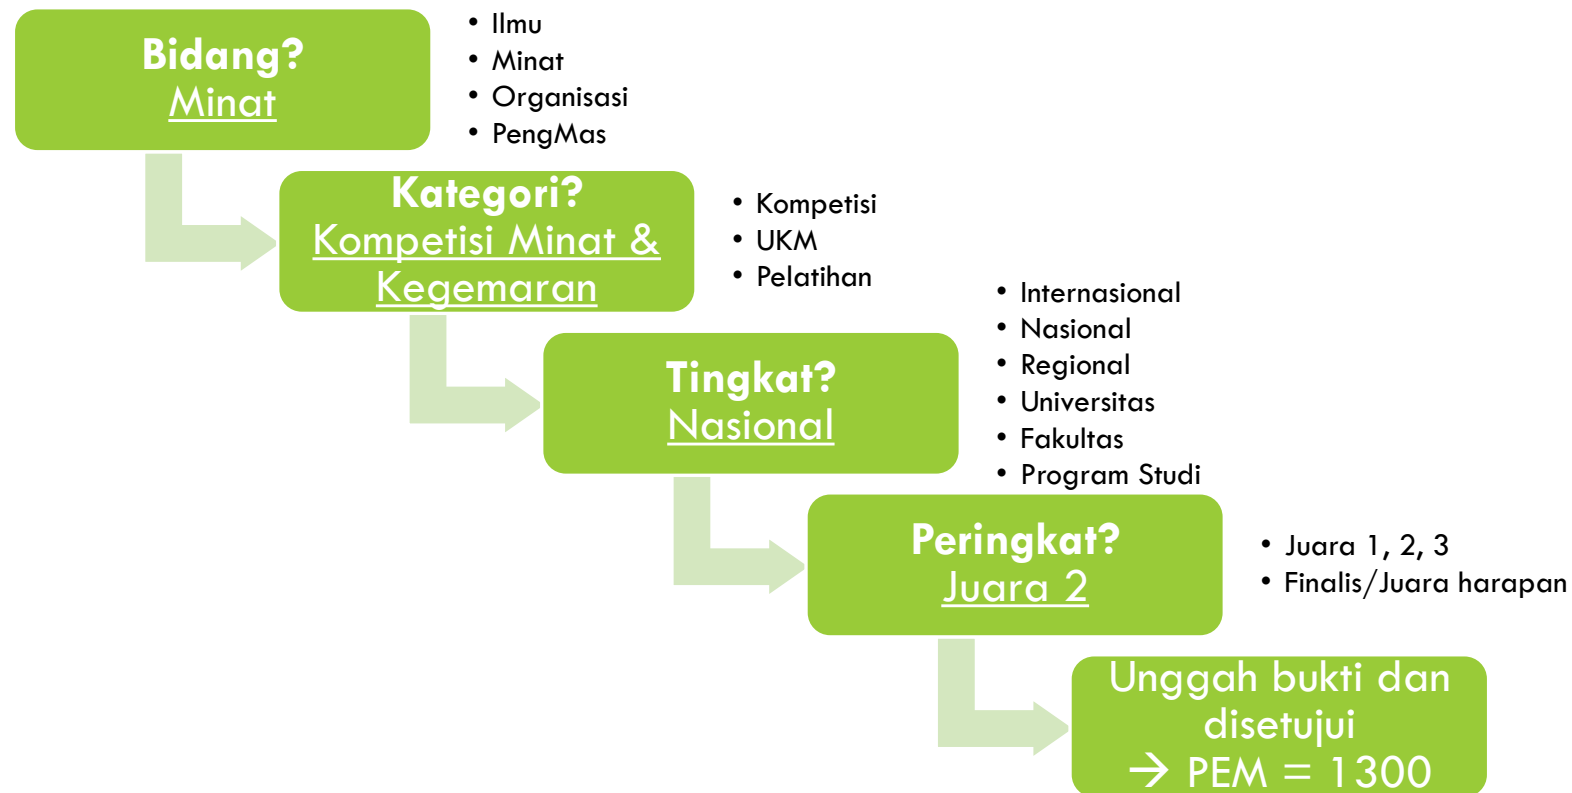 Bidang?
Minat
• Ilmu
• Minat
• Organisasi
• PengMas
Kategori?
Kompetisi Minat &
Kegemaran
• Kompetisi
• UKM
• Pelatihan
Tingkat?
Nasional
• Internasional
• Nasional
• Regional
• Universitas
• Fakultas
• Program Studi
Peringkat?
Juara 2
• Juara 1, 2, 3
• Finalis/Juara harapan
Unggah bukti dan
disetujui
→ PEM = 1300